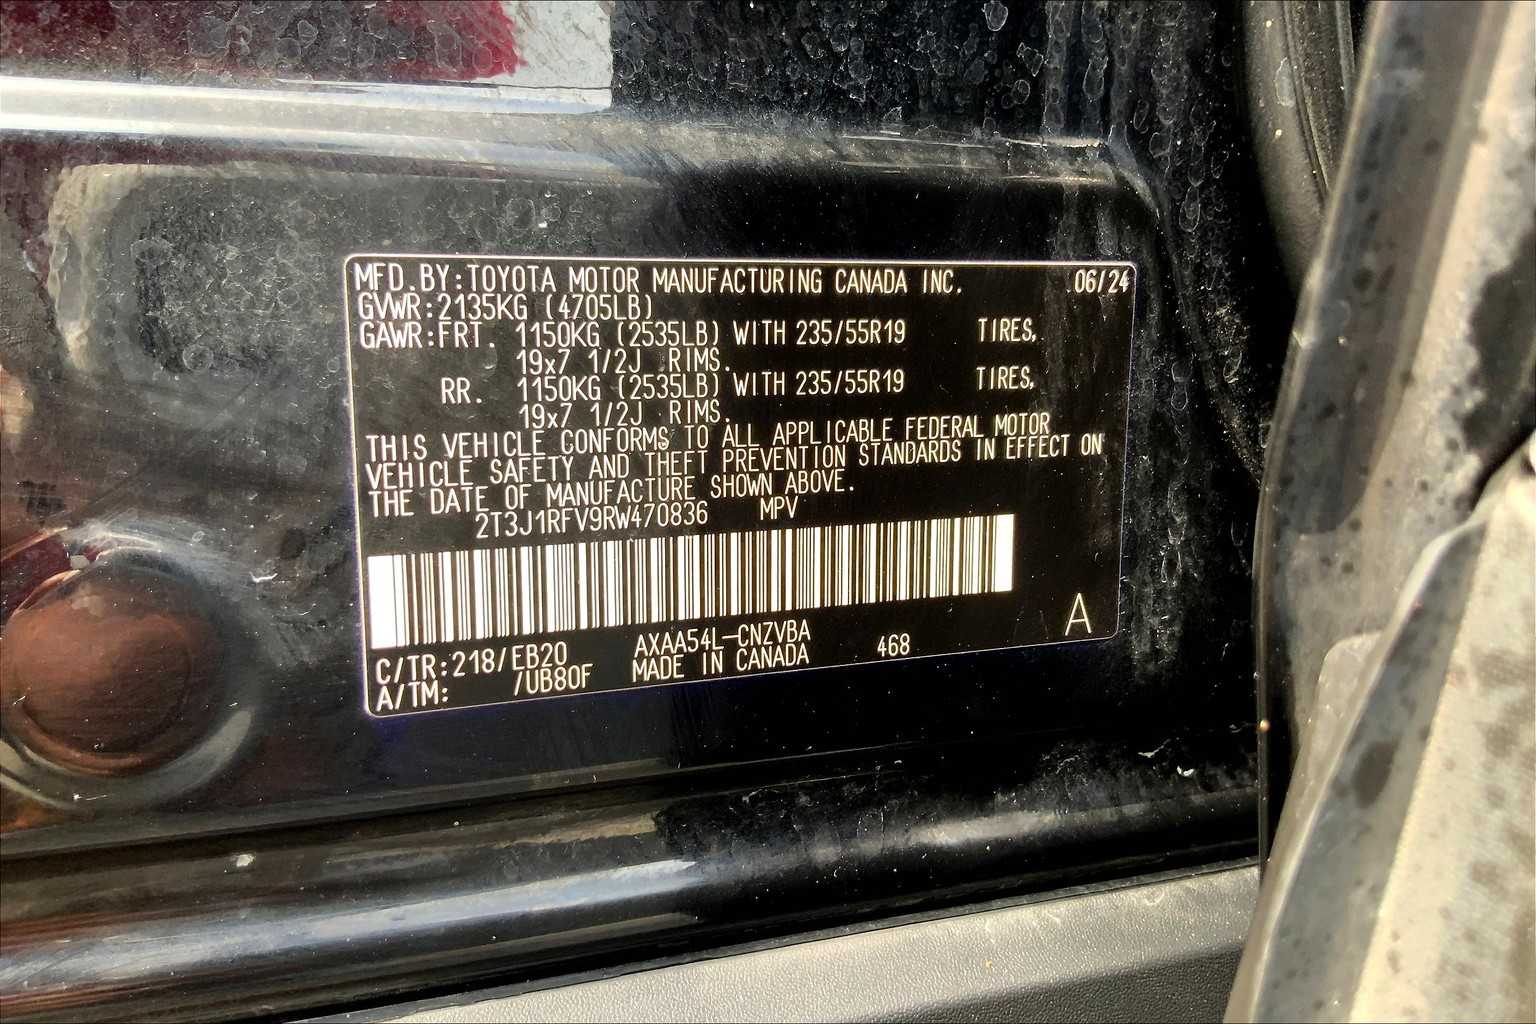 MFD.BY:TOYOTA MOTOR MANUFACTURING CANADA INC. 06/24
GVWR:2135KG (4705LB)
GAWR:FRT. 1150KG (2535LB) WITH 235/55R19 TIRES,
19x7 1/2J RIMS.
RR. 1150KG (2535LB) WITH 235/55R19 TIRES,
19x7 1/2J RIMS.
THIS VEHICLE CONFORMS TO ALL APPLICABLE FEDERAL MOTOR
VEHICLE SAFETY AND THEFT PREVENTION STANDARDS IN EFFECT ON
THE DATE OF MANUFACTURE SHOWN ABOVE.
2T3J1RFV9RW470836 MPV
C/TR:218/EB20 AXAA54L-CNZVBA 468 A
A/TM: /UB80F MADE IN CANADA